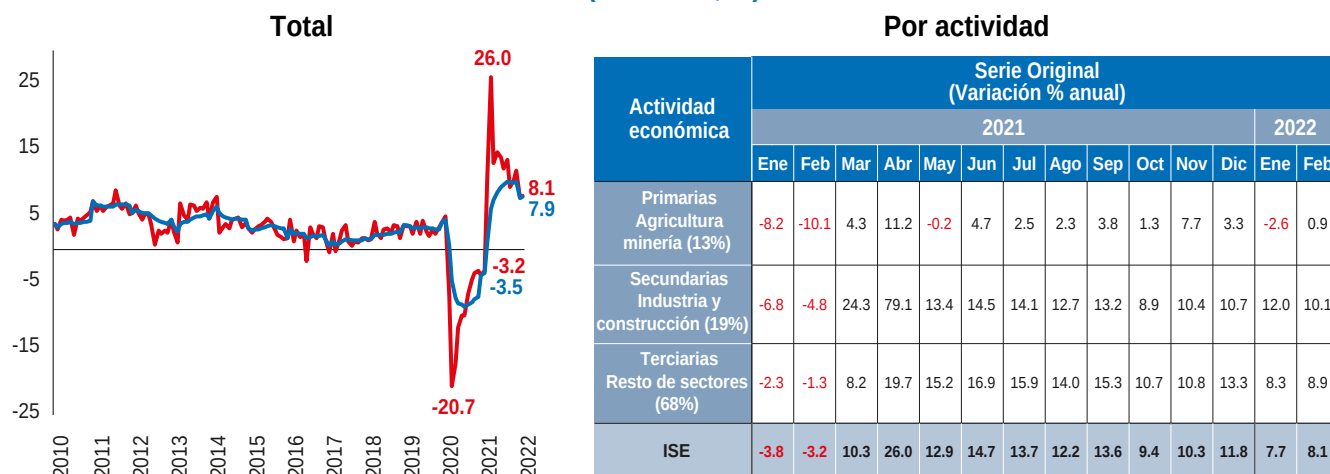 Total
Por actividad
26.0
8.1
7.9
-3.2
-3.5
-20.7
25
15
5
-5
-15
-25
2010 2011 2012 2013 2014 2015 2016 2017 2018 2019 2020 2021 2022
Actividad
económica
Serie Original
(Variación % anual)
2021 2022
Ene Feb Mar Abr May Jun Jul Ago Sep Oct Nov Dic Ene Feb
Primarias
Agricultura
minería (13%)
-8.2 -10.1 4.3 11.2 -0.2 4.7 2.5 2.3 3.8 1.3 7.7 3.3 -2.6 0.9
Secundarias
Industria y
construcción (19%)
-6.8 -4.8 24.3 79.1 13.4 14.5 14.1 12.7 13.2 8.9 10.4 10.7 12.0 10.1
Terciarias
Resto de sectores
(68%)
-2.3 -1.3 8.2 19.7 15.2 16.9 15.9 14.0 15.3 10.7 10.8 13.3 8.3 8.9
ISE -3.8 -3.2 10.3 26.0 12.9 14.7 13.7 12.2 13.6 9.4 10.3 11.8 7.7 8.1